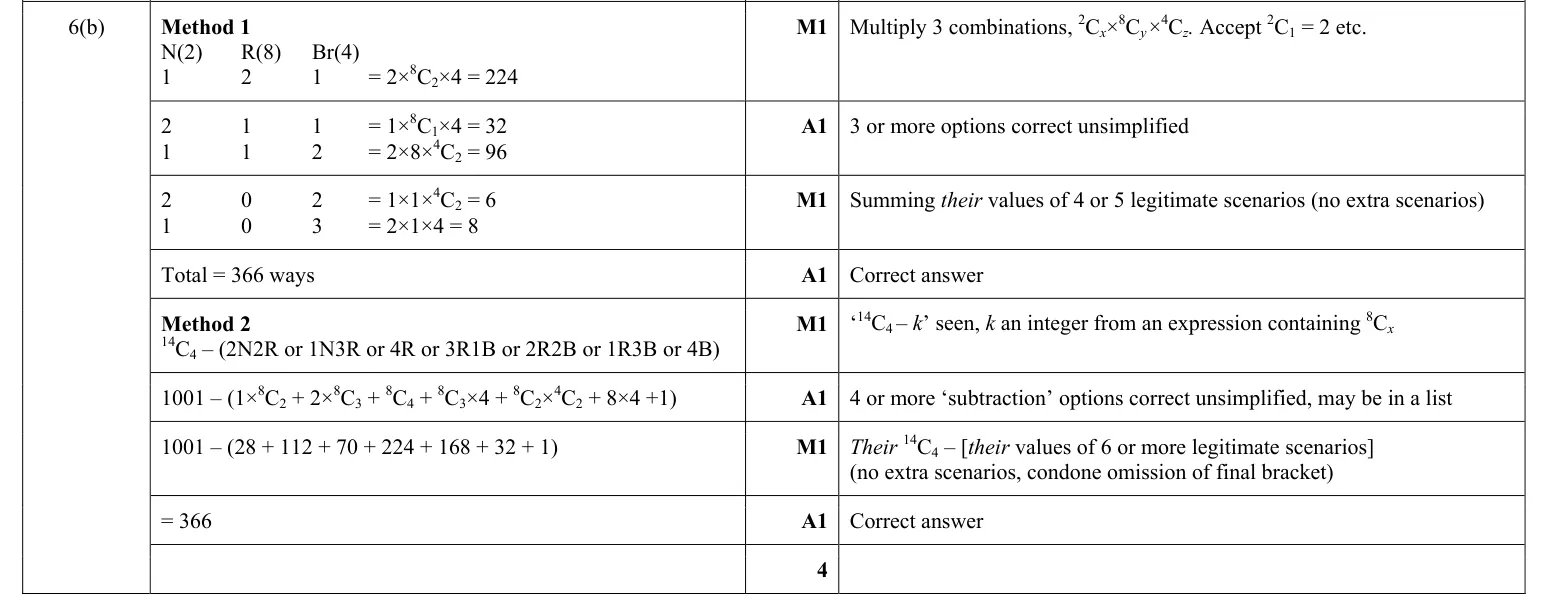 6(b) Method 1 M1 Multiply 3 combinations, ²Cₓ×⁸Cᵧ×⁴C_z. Accept ²C₁ = 2 etc.
N(2) R(8) Br(4)
1 2 1 = 2×⁸C₂×4 = 224
2 1 1 = 1×⁸C₁×4 = 32 A1 3 or more options correct unsimplified
1 1 2 = 2×8×⁴C₂ = 96
2 0 2 = 1×1×⁴C₂ = 6 M1 Summing their values of 4 or 5 legitimate scenarios (no extra scenarios)
1 0 3 = 2×1×4 = 8
Total = 366 ways A1 Correct answer
Method 2 M1 ‘¹⁴C₄ – k’ seen, k an integer from an expression containing ⁸Cₓ
¹⁴C₄ – (2N2R or 1N3R or 4R or 3R1B or 2R2B or 1R3B or 4B)
1001 – (1×⁸C₂ + 2×⁸C₃ + ⁸C₄ + ⁸C₃×4 + ⁸C₂×⁴C₂ + 8×4 +1) A1 4 or more ‘subtraction’ options correct unsimplified, may be in a list
1001 – (28 + 112 + 70 + 224 + 168 + 32 + 1) M1 Their ¹⁴C₄ – [their values of 6 or more legitimate scenarios]
(no extra scenarios, condone omission of final bracket)
= 366 A1 Correct answer
4